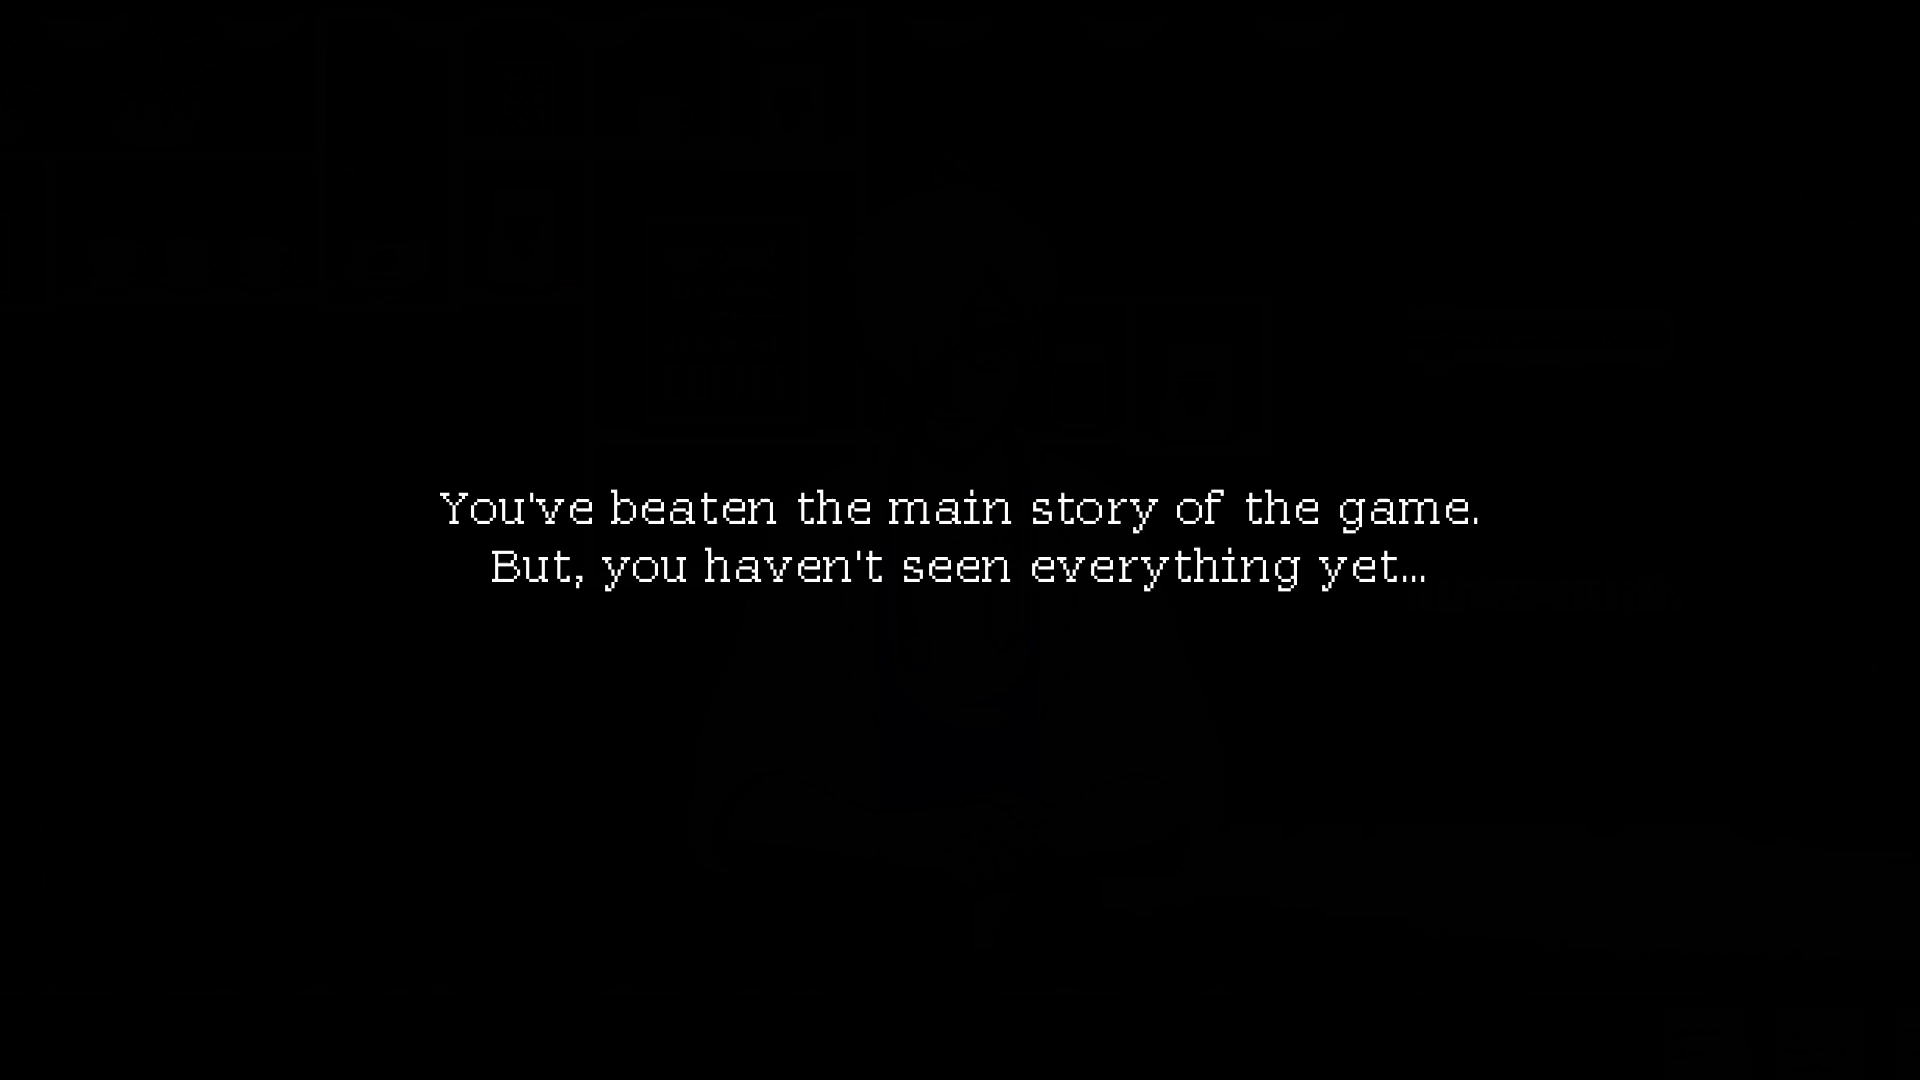 You've beaten the main story of the game.
But, you haven't seen everything yet...